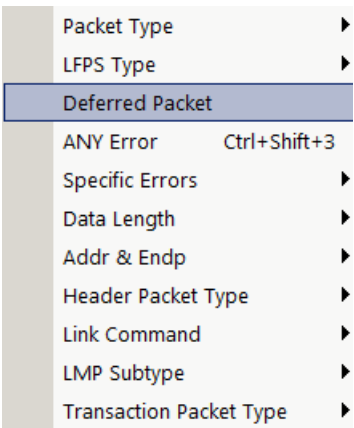 Packet Type
LFPS Type
Deferred Packet
ANY Error Ctrl+Shift+3
Specific Errors
Data Length
Addr & Endp
Header Packet Type
Link Command
LMP Subtype
Transaction Packet Type